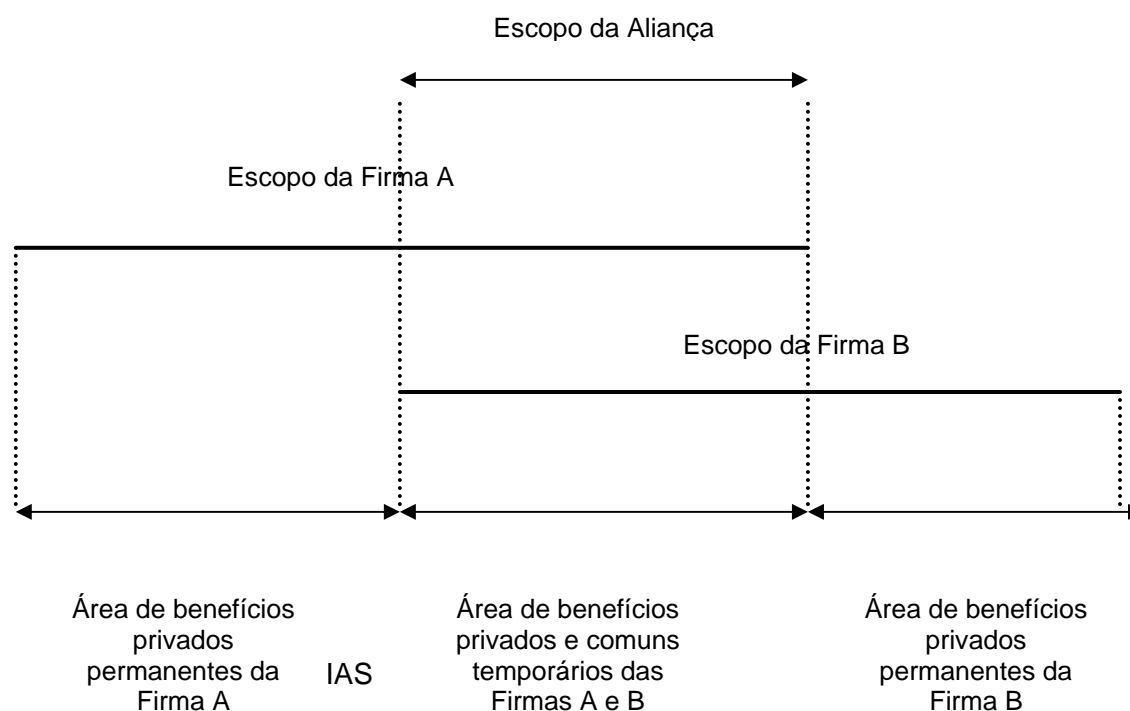 Escopo da Aliança
Escopo da Firma A
Escopo da Firma B
Área de benefícios
privados
permanentes da
Firma A
IAS
Área de benefícios
privados e comuns
temporários das
Firmas A e B
Área de benefícios
privados
permanentes da
Firma B